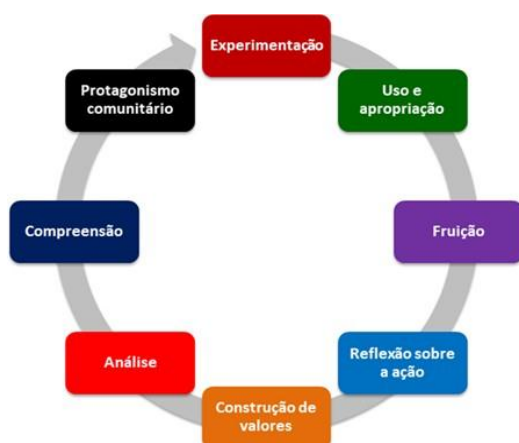 Experimentação
Uso e
apropriação
Fruição
Reflexão sobre
a ação
Construção de
valores
Análise
Compreensão
Protagonismo
comunitário